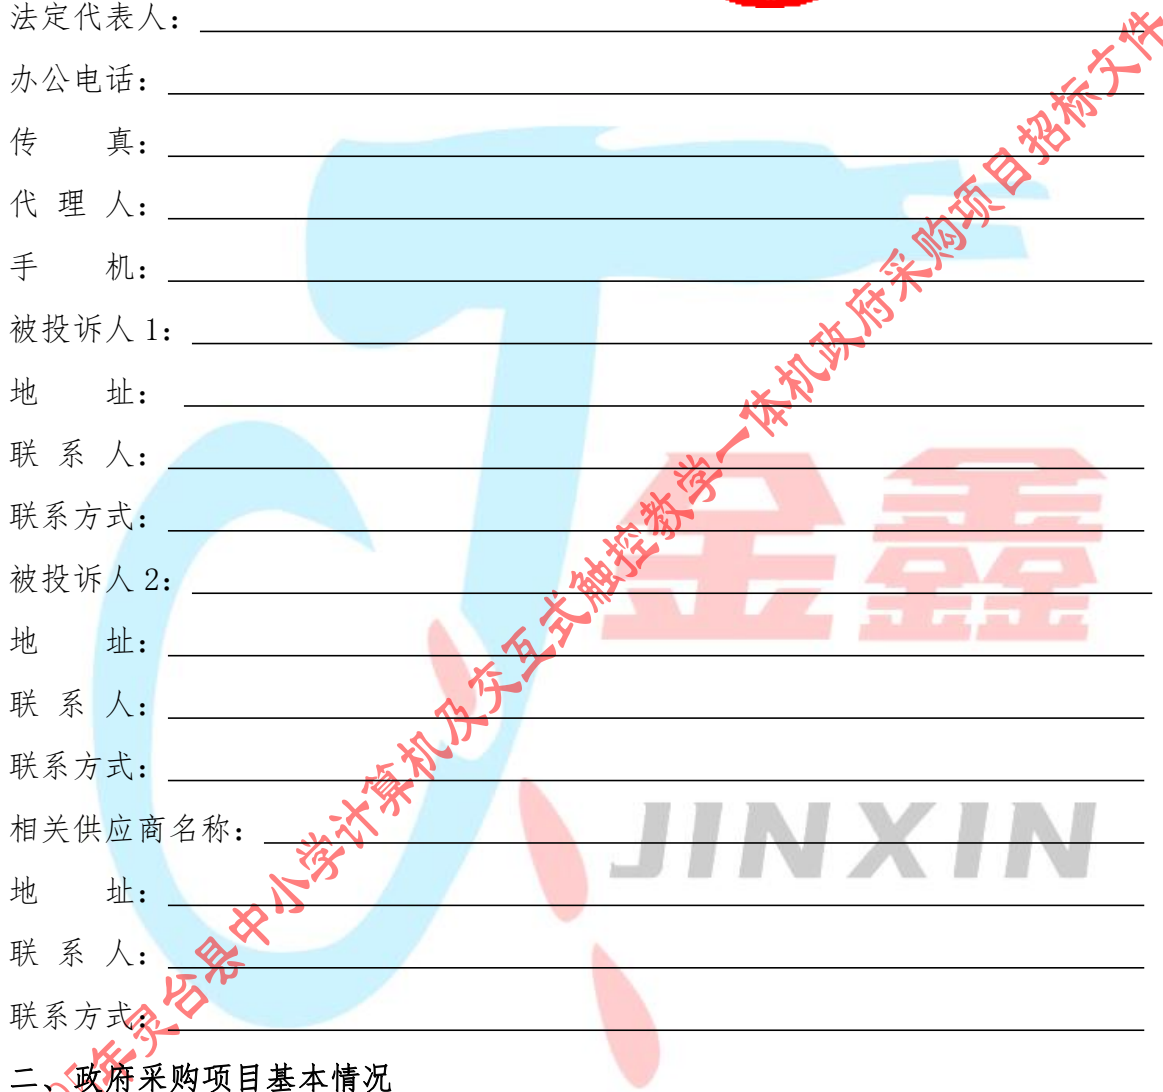 法定代表人：
办公电话：
传 真：
代 理 人：
手 机：
被投诉人 1：
地 址：
联 系 人：
联系方式：
被投诉人 2：
地 址：
联 系 人：
联系方式：
相关供应商名称：
地 址：
联 系 人：
联系方式：
二、政府采购项目基本情况
年灵台县中小学计算机及交互式触控教学一体机政府采购项目招标文件
金鑫
JINXIN